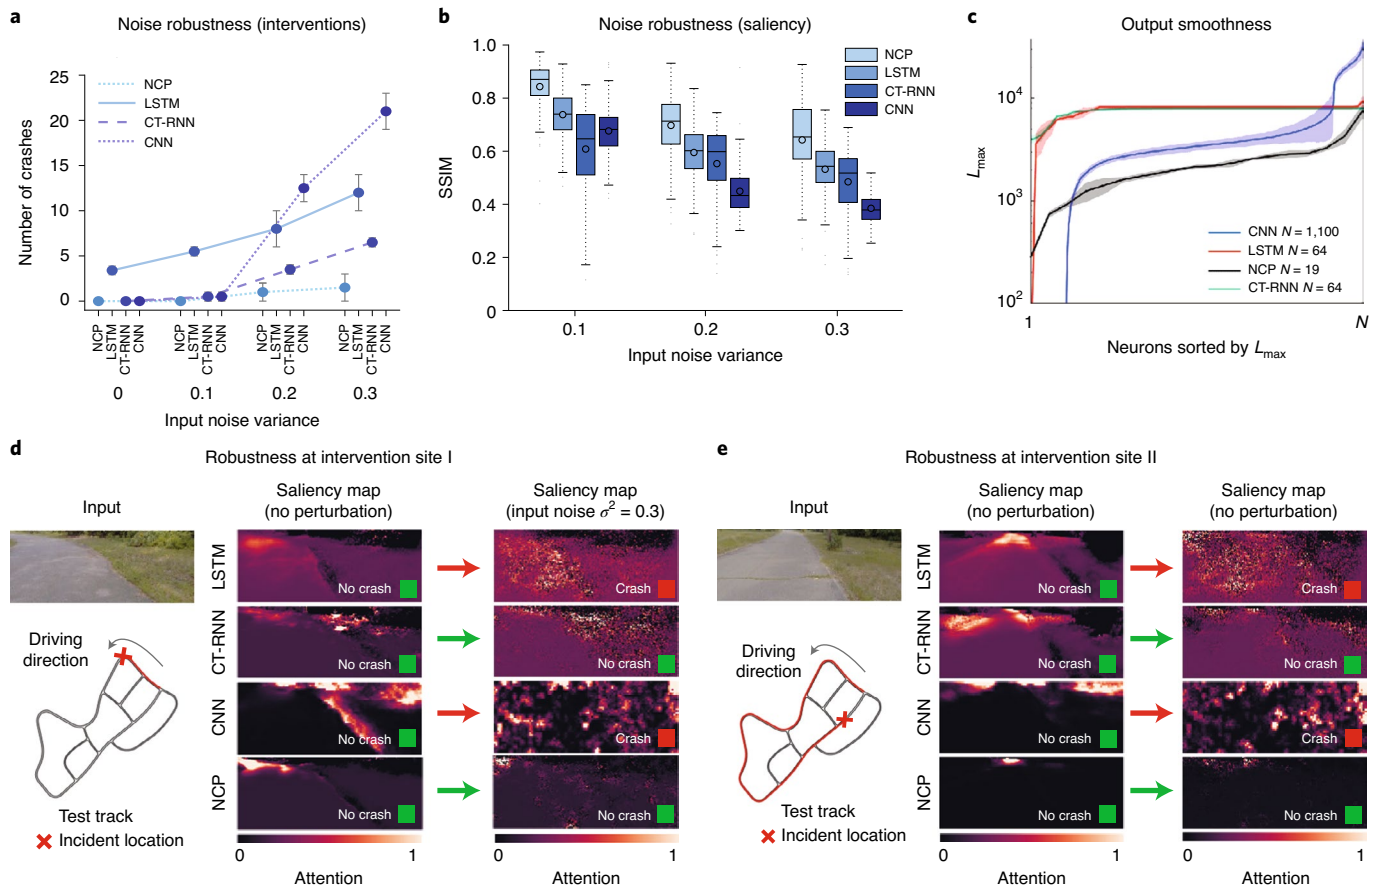 a
Noise robustness (interventions)
25
20
15
10
5
0
Number of crashes
NCP
LSTM
CT-RNN
CNN
NCP
LSTM
CT-RNN
CNN
NCP
LSTM
CT-RNN
CNN
NCP
LSTM
CT-RNN
CNN
NCP
LSTM
CT-RNN
CNN
0
0.1
0.2
0.3
Input noise variance
b
Noise robustness (saliency)
1.0
0.8
0.6
0.4
0.2
SSIM
NCP
LSTM
CT-RNN
CNN
0.1
0.2
0.3
Input noise variance
c
Output smoothness
10⁴
10³
10²
Lmax
CNN N = 1,100
LSTM N = 64
NCP N = 19
CT-RNN N = 64
1
N
Neurons sorted by Lmax
d
Robustness at intervention site I
Input
Saliency map
(no perturbation)
Saliency map
(input noise σ² = 0.3)
LSTM
No crash
Crash
CT-RNN
No crash
No crash
CNN
No crash
Crash
NCP
No crash
No crash
Driving
direction
Test track
Incident location
0
1
Attention
0
1
Attention
e
Robustness at intervention site II
Input
Saliency map
(no perturbation)
Saliency map
(no perturbation)
LSTM
No crash
Crash
CT-RNN
No crash
No crash
CNN
No crash
Crash
NCP
No crash
No crash
Driving
direction
Test track
Incident location
0
1
Attention
0
1
Attention